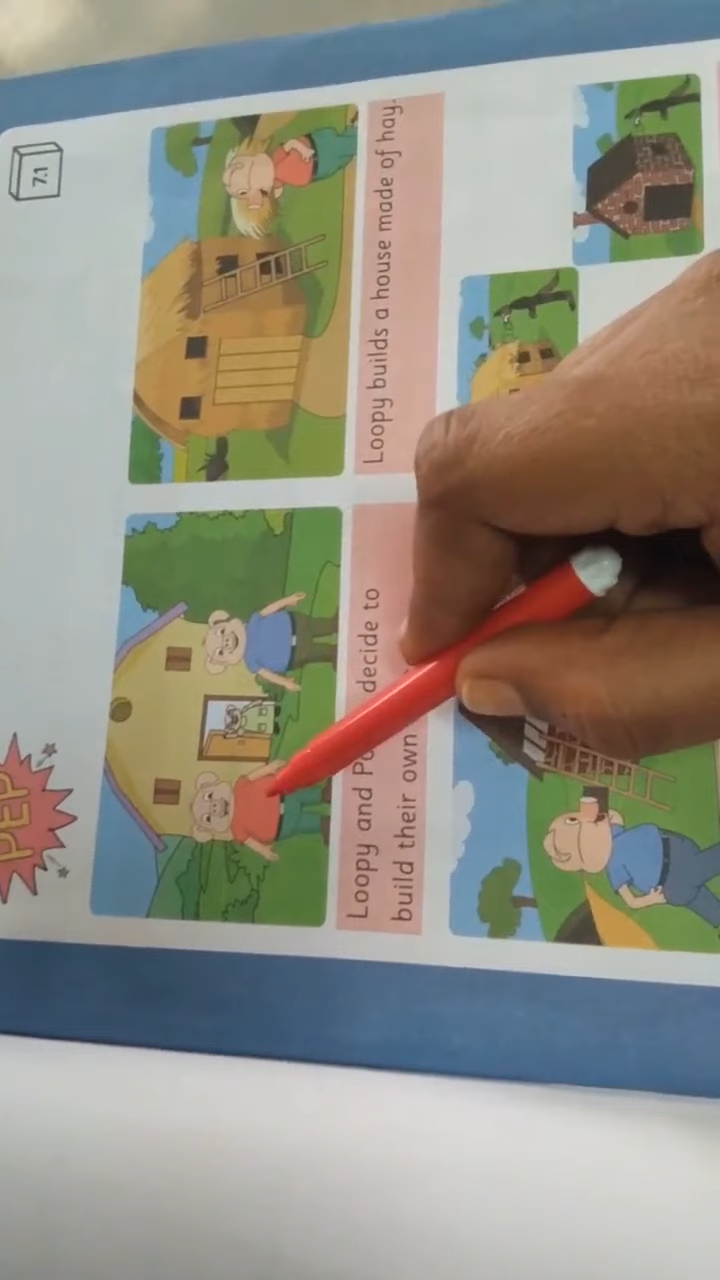 7.1
PEP
Loopy and decide to
build their own
Loopy builds a house made of hay.